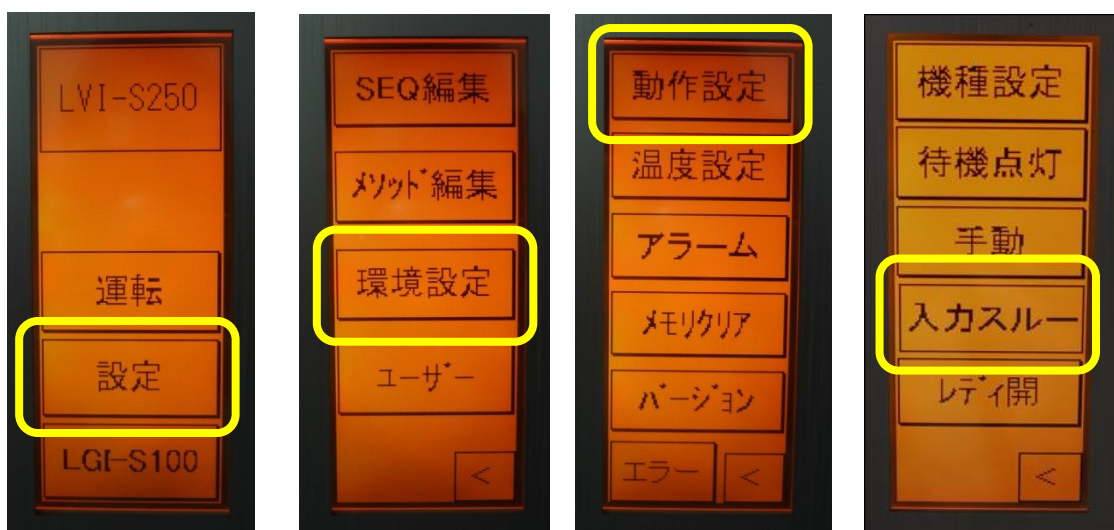 LVI-S250
運転
設定
LGI-S100
SEQ編集
ﾒｿｯﾄﾞ編集
環境設定
ユーザー
<
動作設定
温度設定
アラーム
ﾒﾓﾘｸﾘｱ
ﾊﾞｰｼﾞｮﾝ
エラー
<
機種設定
待機点灯
手動
入力スルー
ﾚﾃﾞｨ開
<